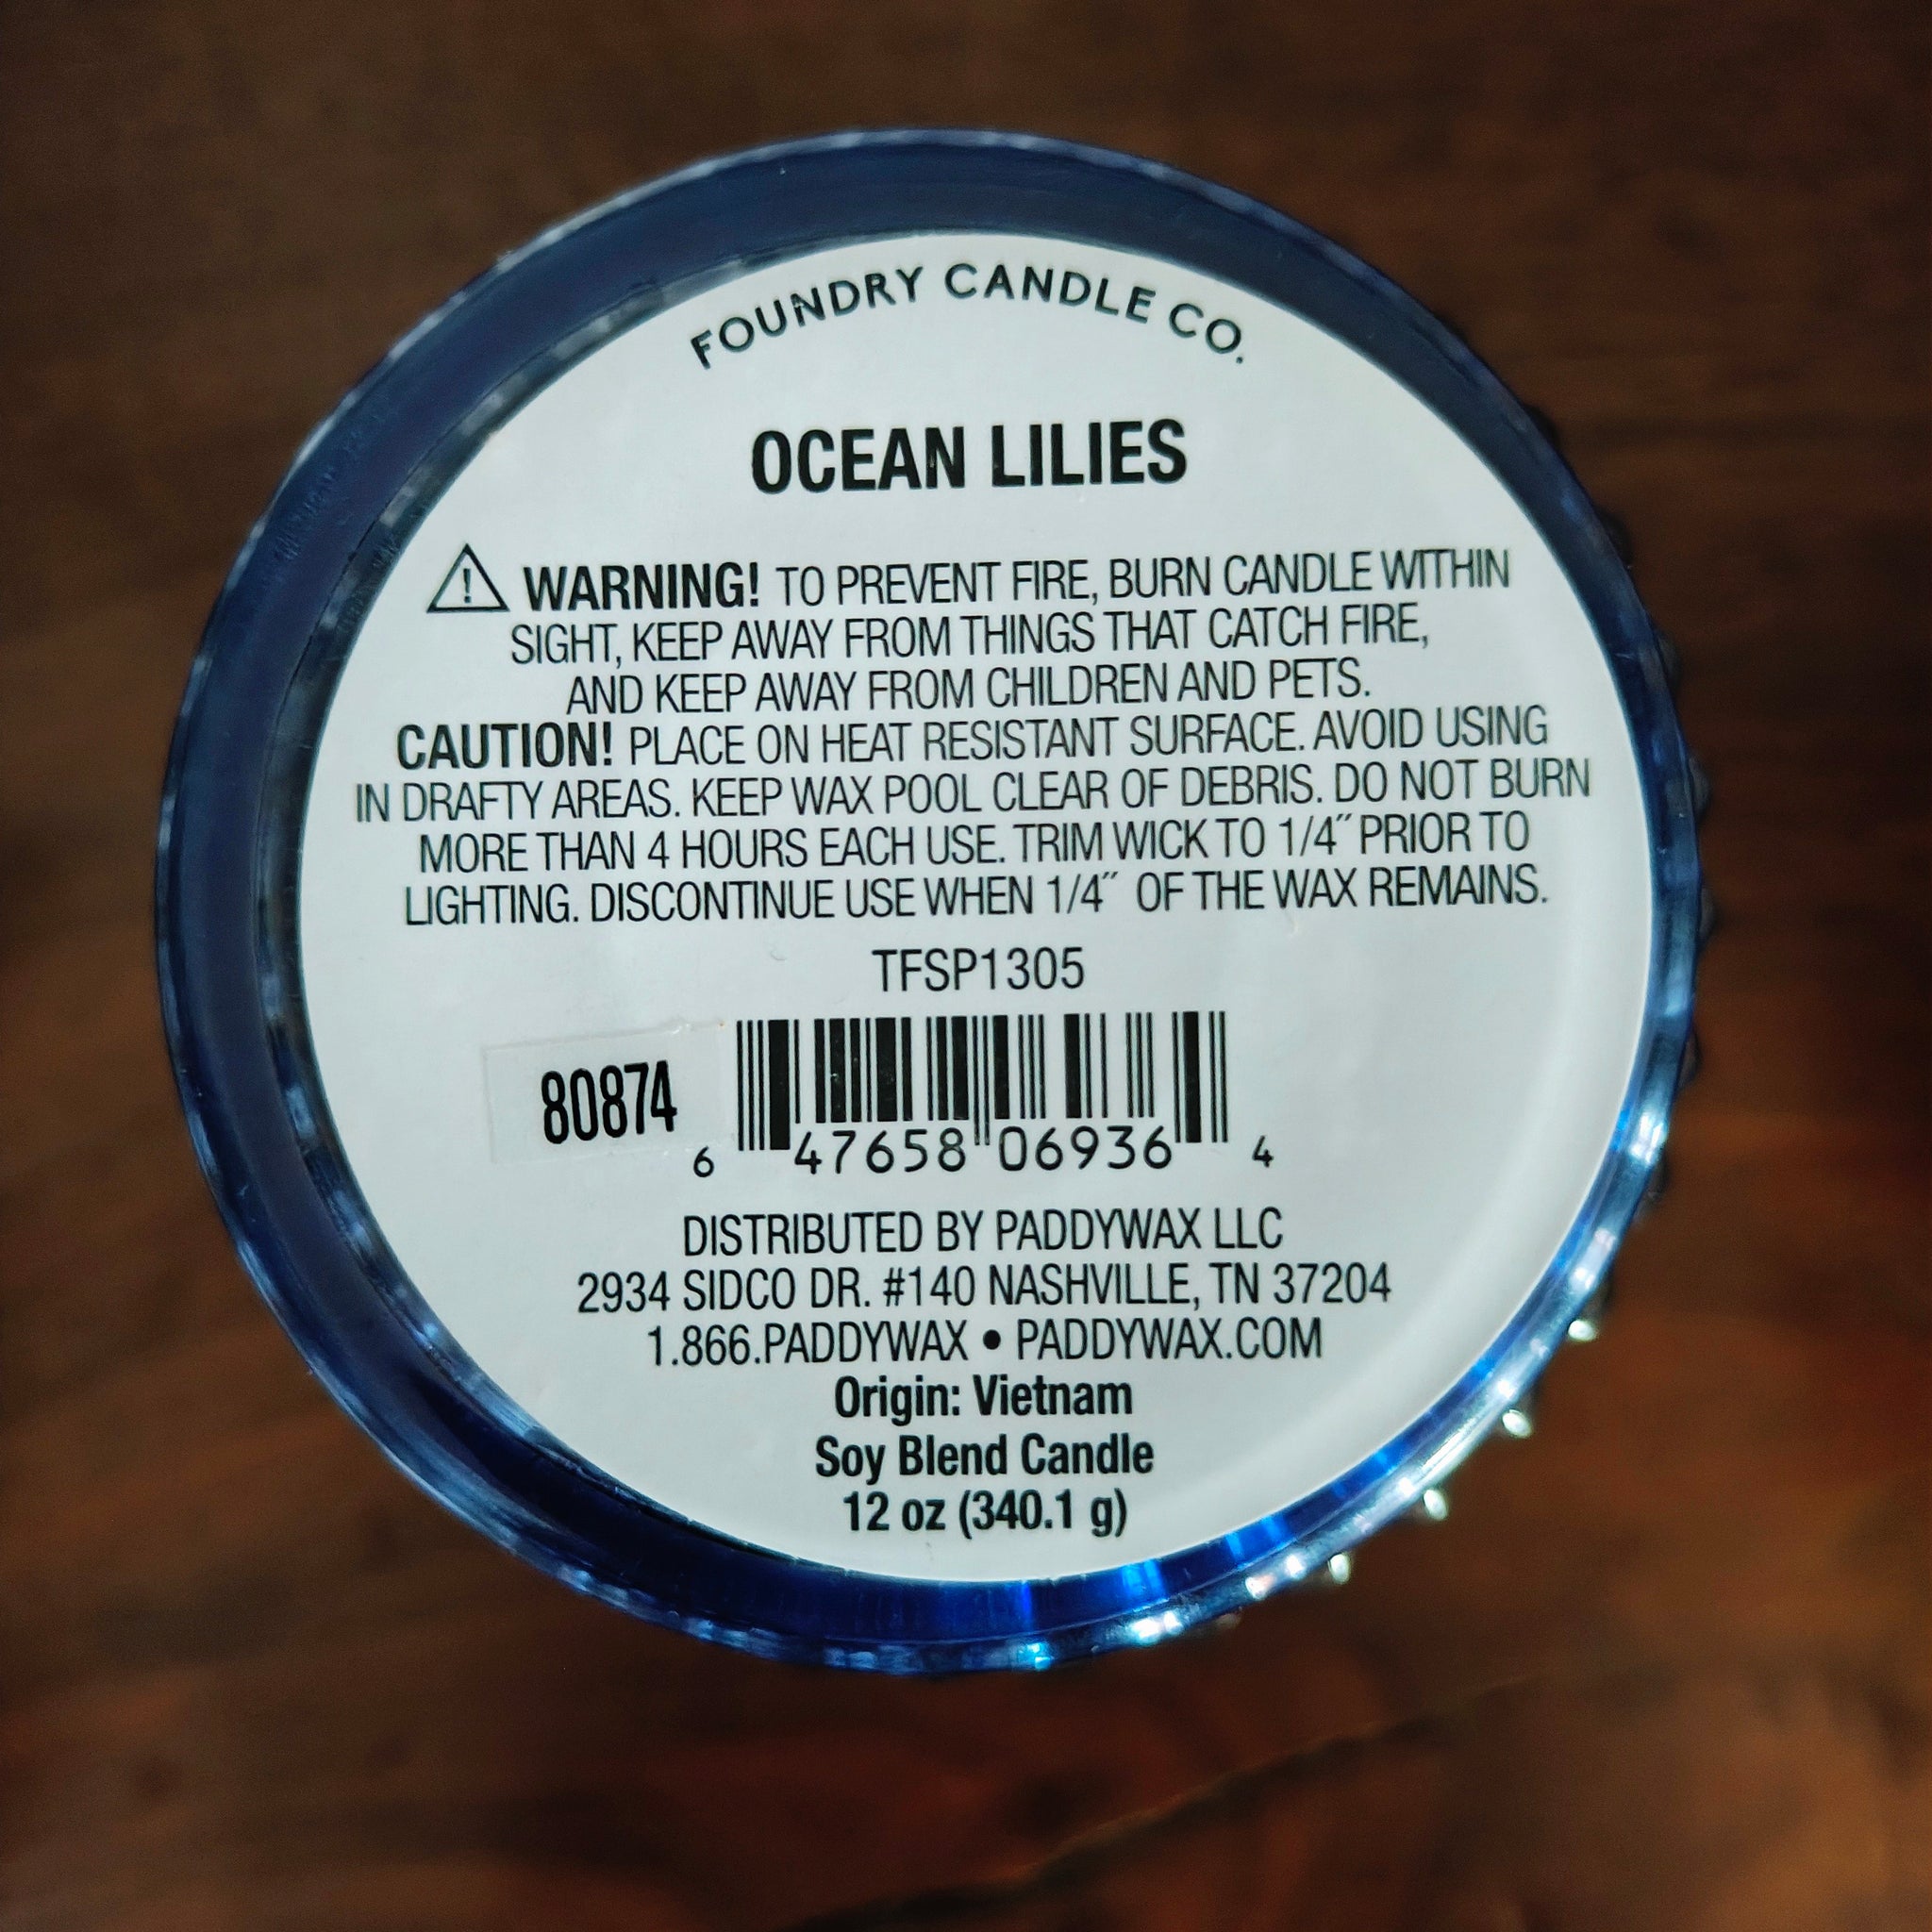 FOUNDRY CANDLE CO.
OCEAN LILIES
WARNING! TO PREVENT FIRE, BURN CANDLE WITHIN
SIGHT, KEEP AWAY FROM THINGS THAT CATCH FIRE,
AND KEEP AWAY FROM CHILDREN AND PETS.
CAUTION! PLACE ON HEAT RESISTANT SURFACE. AVOID USING
IN DRAFTY AREAS. KEEP WAX POOL CLEAR OF DEBRIS. DO NOT BURN
MORE THAN 4 HOURS EACH USE. TRIM WICK TO 1/4˝ PRIOR TO
LIGHTING. DISCONTINUE USE WHEN 1/4˝ OF THE WAX REMAINS.
TFSP1305
80874
6 47658 06936 4
DISTRIBUTED BY PADDYWAX LLC
2934 SIDCO DR. #140 NASHVILLE, TN 37204
1.866.PADDYWAX • PADDYWAX.COM
Origin: Vietnam
Soy Blend Candle
12 oz (340.1 g)